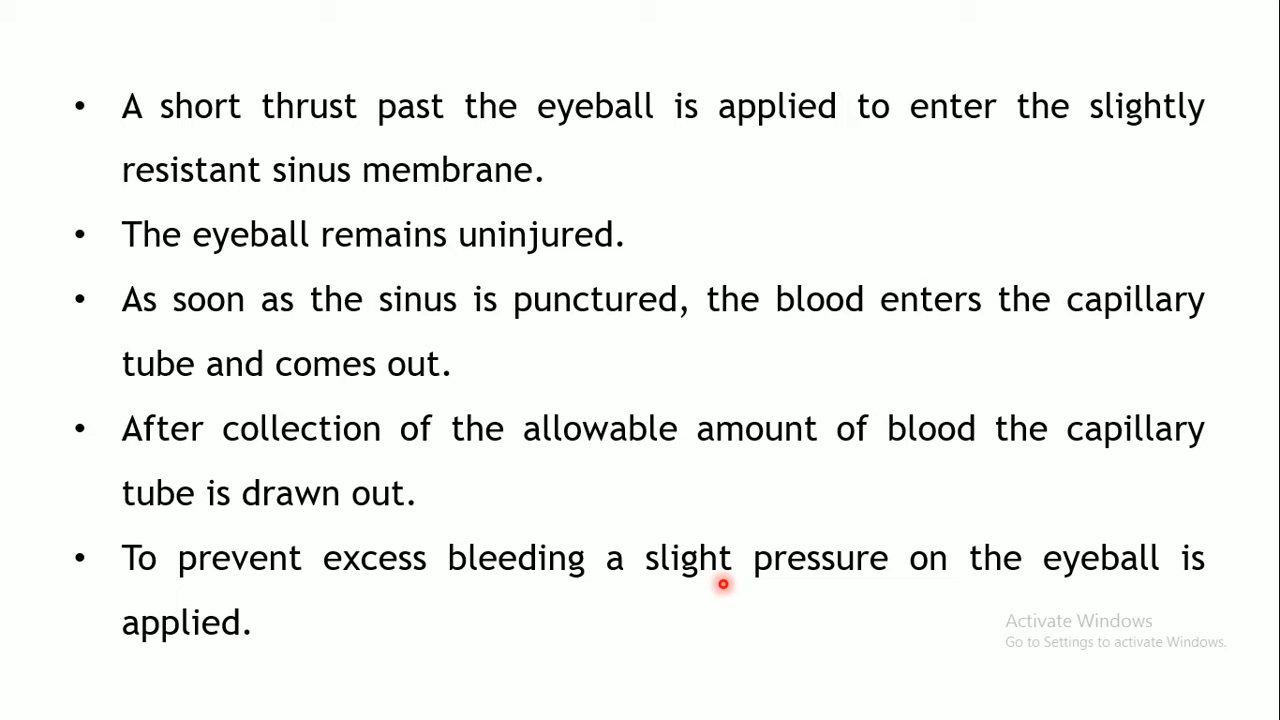 • A short thrust past the eyeball is applied to enter the slightly
resistant sinus membrane.
• The eyeball remains uninjured.
• As soon as the sinus is punctured, the blood enters the capillary
tube and comes out.
• After collection of the allowable amount of blood the capillary
tube is drawn out.
• To prevent excess bleeding a slight pressure on the eyeball is
applied.
Activate Windows
Go to Settings to activate Windows.